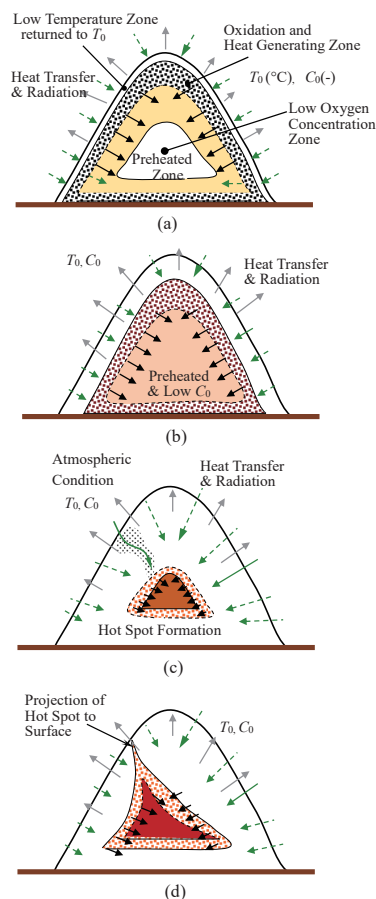 Low Temperature Zone
returned to T0
Oxidation and
Heat Generating Zone
Heat Transfer
& Radiation
T0 (°C), C0(-)
Low Oxygen
Concentration
Zone
Preheated
Zone
(a)
T0, C0
Heat Transfer
& Radiation
Preheated
& Low C0
(b)
Atmospheric
Condition
T0, C0
Heat Transfer
& Radiation
Hot Spot Formation
(c)
Projection of
Hot Spot to
Surface
T0, C0
(d)